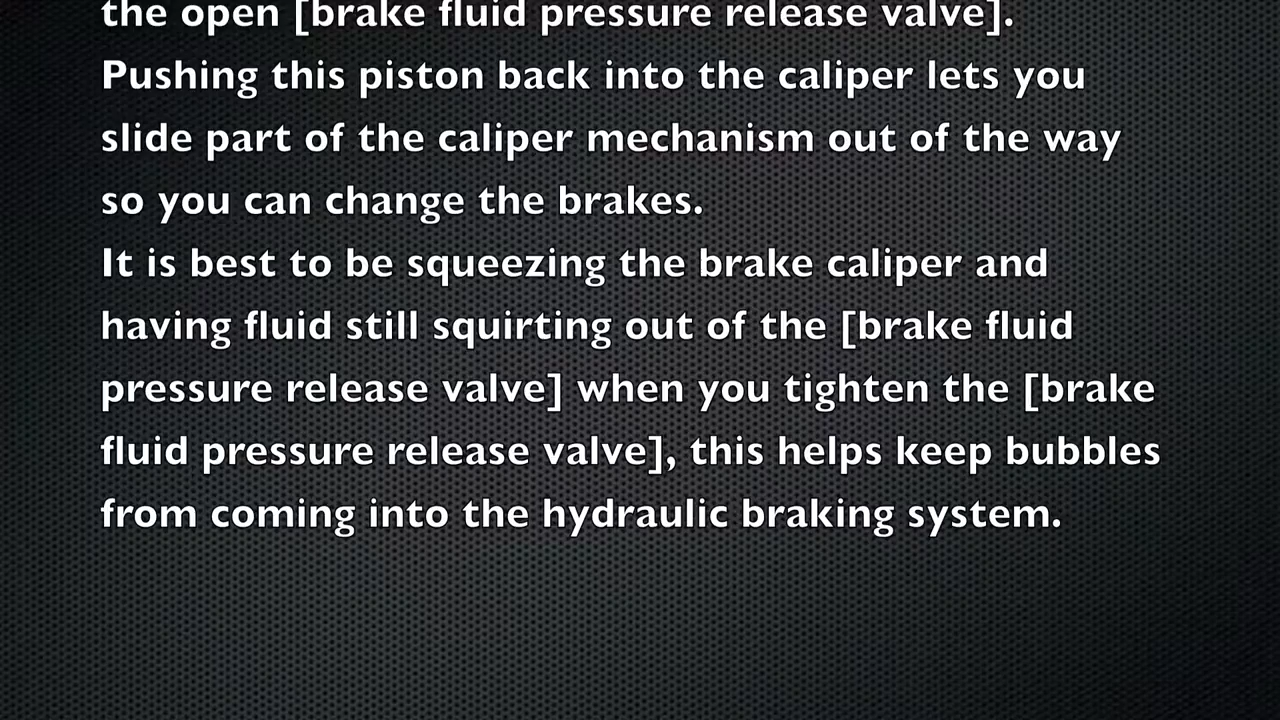 the open [brake fluid pressure release valve].
Pushing this piston back into the caliper lets you
slide part of the caliper mechanism out of the way
so you can change the brakes.
It is best to be squeezing the brake caliper and
having fluid still squirting out of the [brake fluid
pressure release valve] when you tighten the [brake
fluid pressure release valve], this helps keep bubbles
from coming into the hydraulic braking system.